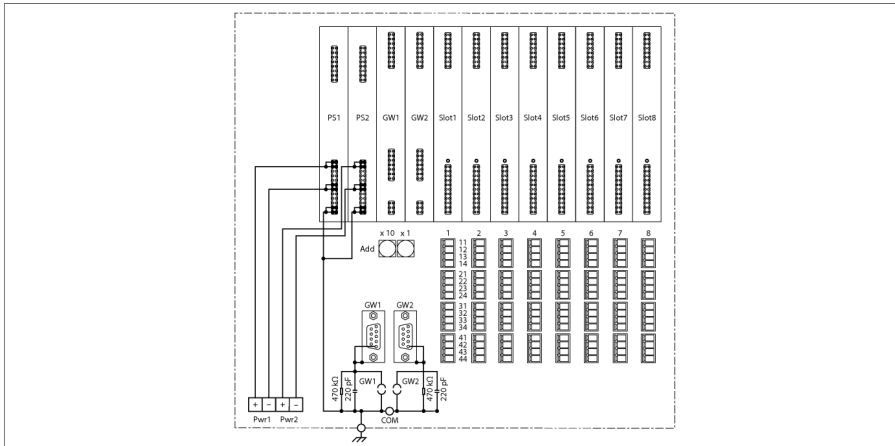 PS1 PS2 GW1 GW2 Slot1 Slot2 Slot3 Slot4 Slot5 Slot6 Slot7 Slot8
x 10 x 1
Add
1 2 3 4 5 6 7 8
11
12
13
14
21
22
23
24
31
32
33
34
41
42
43
44
GW1 GW2
470 kΩ 220 pF GW1 GW2 470 kΩ 220 pF
+ − + −
Pwr1 Pwr2
COM